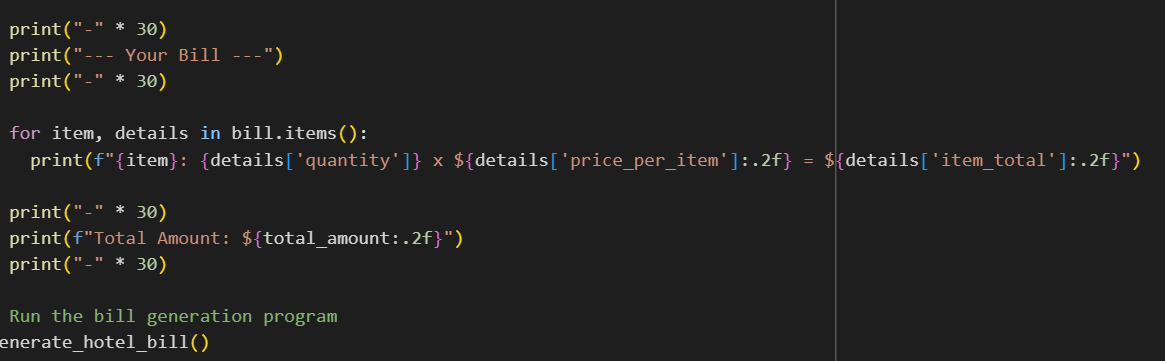 print("-" * 30)
print("--- Your Bill ---")
print("-" * 30)
for item, details in bill.items():
print(f"{item}: {details['quantity']} x ${details['price_per_item']:.2f} = ${details['item_total']:.2f}")
print("-" * 30)
print(f"Total Amount: ${total_amount:.2f}")
print("-" * 30)
Run the bill generation program
enerate_hotel_bill()